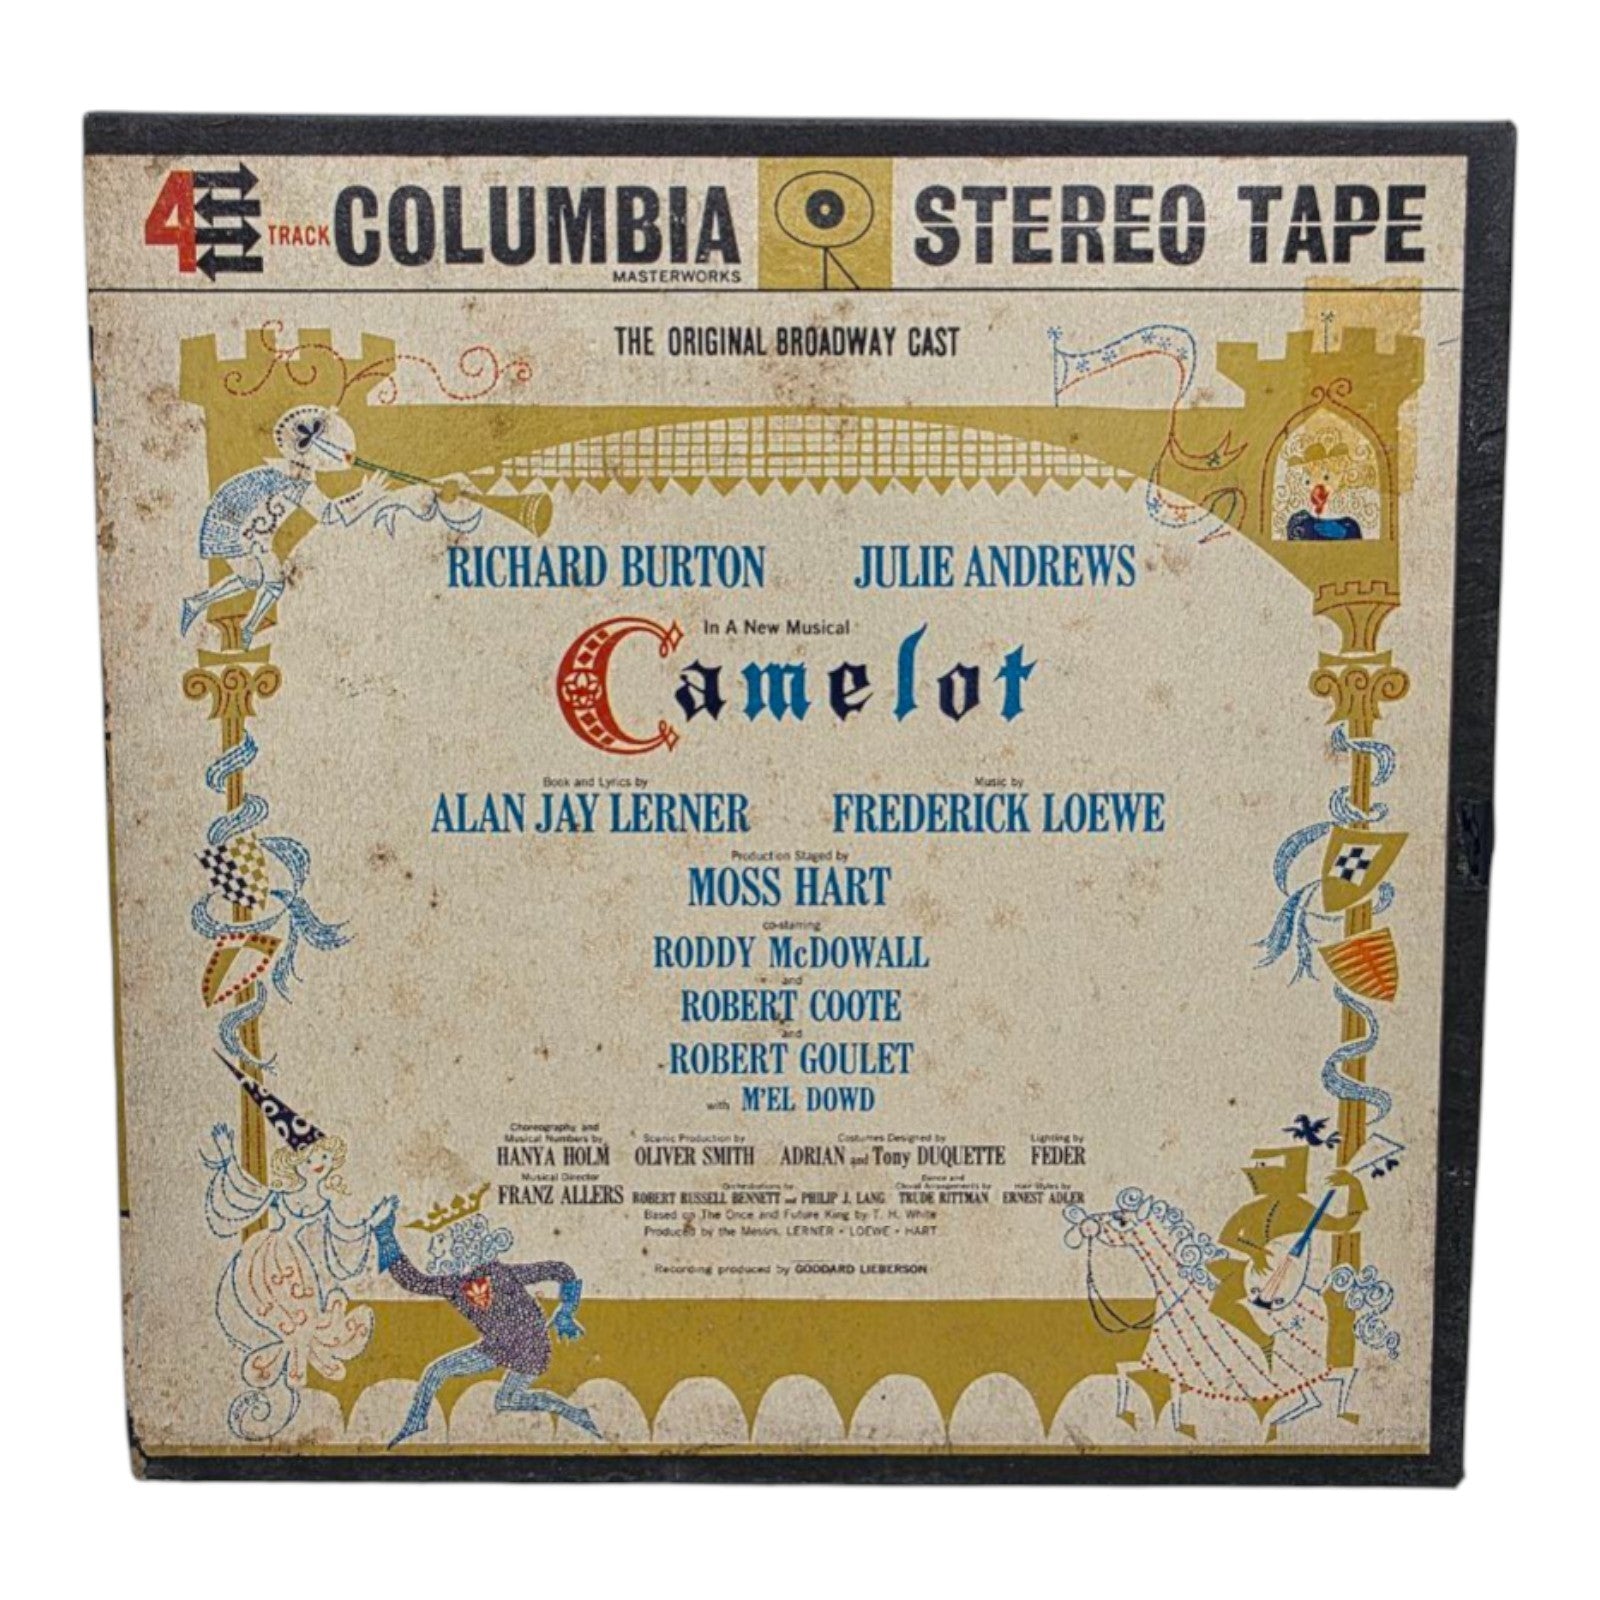 4 TRACK COLUMBIA STEREO TAPE
MASTERWORKS
THE ORIGINAL BROADWAY CAST
RICHARD BURTON JULIE ANDREWS
In A New Musical
Camelot
Book and Lyrics by Music by
ALAN JAY LERNER FREDERICK LOEWE
Production Staged by
MOSS HART
co-starring
RODDY McDOWALL
and
ROBERT COOTE
and
ROBERT GOULET
with M'EL DOWD
Choreography and
Musical Numbers by Scenic Production by Costumes Designed by Lighting by
HANYA HOLM OLIVER SMITH ADRIAN and Tony DUQUETTE FEDER
Musical Director Orchestrations by Dance and Choral Arrangements by Hair Styles by
FRANZ ALLERS ROBERT RUSSELL BENNETT and PHILIP J. LANG TRUDE RITTMAN ERNEST ADLER
Based on The Once and Future King by T. H. White
Produced by the Messrs. LERNER • LOEWE • HART
Recording produced by GODDARD LIEBERSON